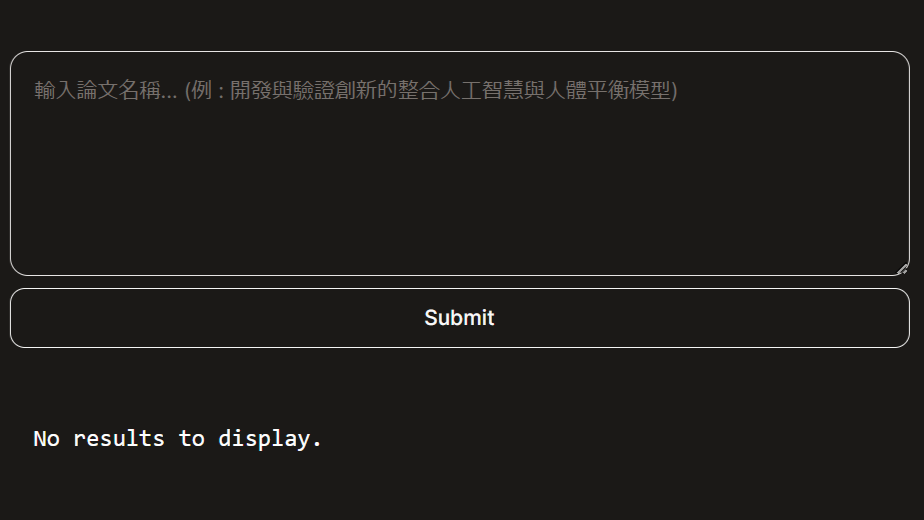 輸入論文名稱... (例 : 開發與驗證創新的整合人工智慧與人體平衡模型)
Submit
No results to display.